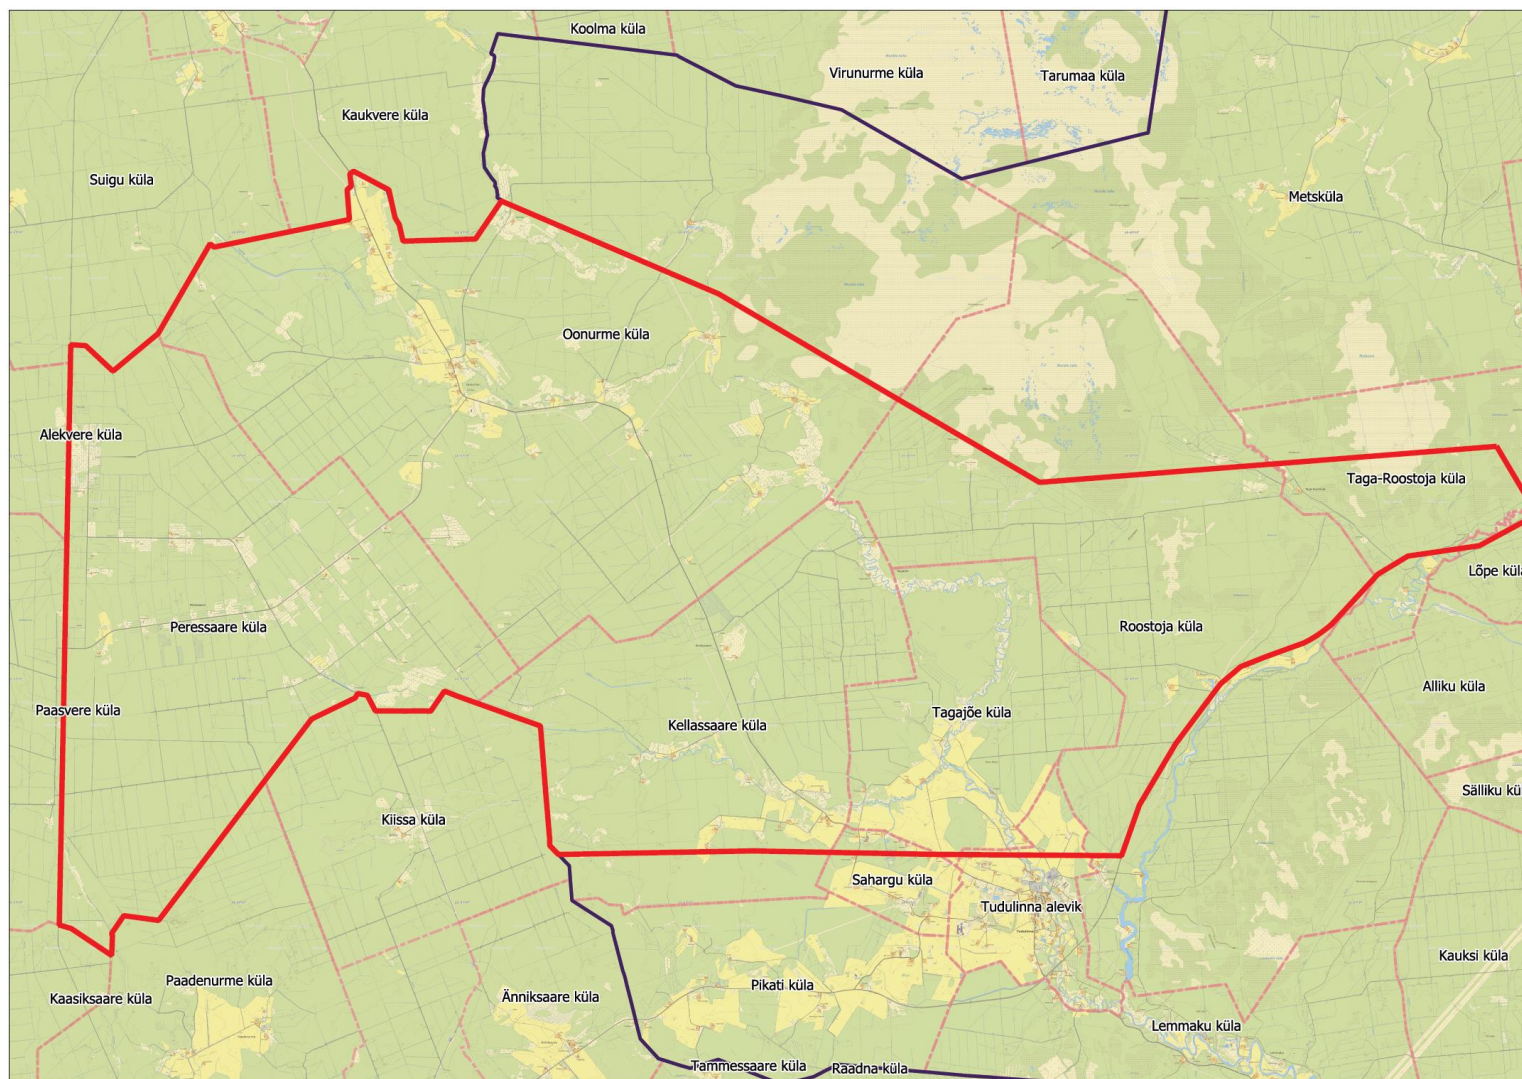 Koolma küla
Virunurme küla
Tarumaa küla
Kaukvere küla
Suigu küla
Metsküla
Oonurme küla
Alekvere küla
Taga-Roostoja küla
Lõpe küla
Peressaare küla
Roostoja küla
Alliku küla
Paasvere küla
Kellassaare küla
Tagajõe küla
Sälliku kü
Kiissa küla
Sahargu küla
Tudulinna alevik
Kauksi küla
Paadenurme küla
Pikati küla
Kaasiksaare küla
Änniksaare küla
Lemmaku küla
Tammessaare küla
Raadna küla